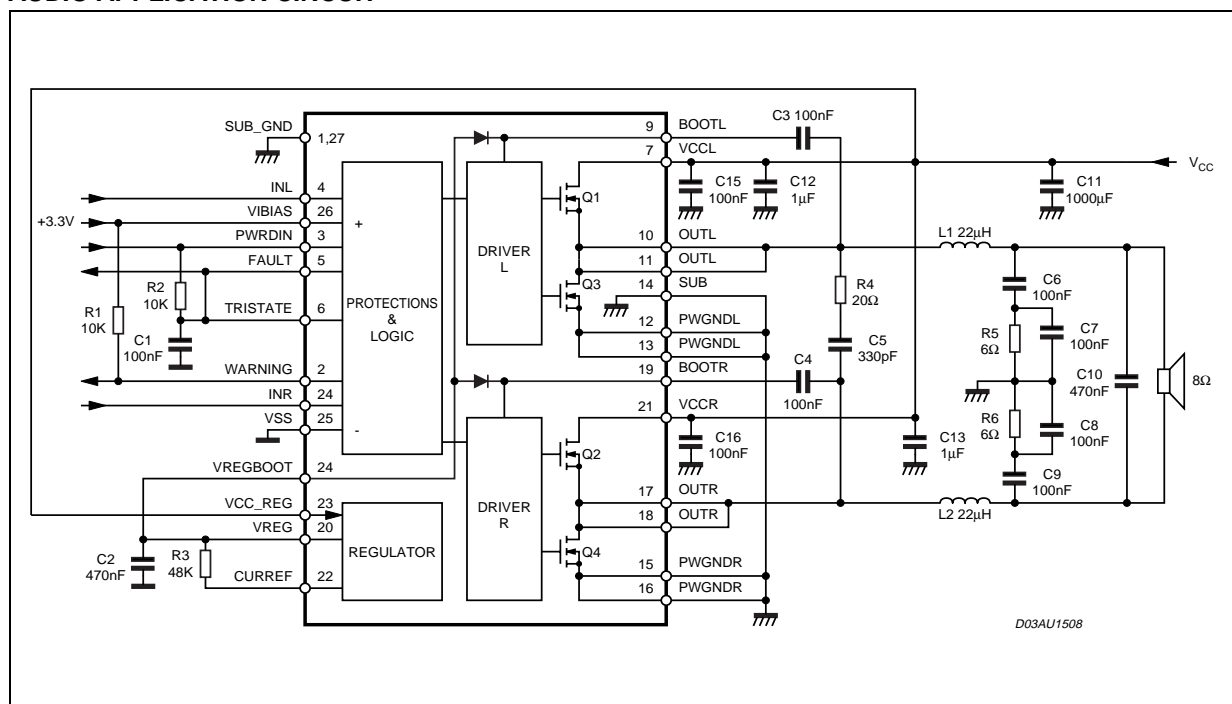 AUDIO APPLICATION CIRCUIT
SUB_GND
1,27
INL
4
+3.3V
VIBIAS
26
+
PWRDIN
3
FAULT
5
R2
10K
R1
10K
TRISTATE
6
C1
100nF
PROTECTIONS
&
LOGIC
WARNING
2
INR
24
VSS
25
-
VREGBOOT
24
VCC_REG
23
VREG
20
REGULATOR
C2
470nF
R3
48K
CURREF
22
DRIVER
L
Q1
Q3
DRIVER
R
Q2
Q4
9
BOOTL
C3 100nF
7
VCCL
VCC
C15
100nF
C12
1µF
C11
1000µF
10
OUTL
L1 22µH
11
OUTL
14
SUB
R4
20Ω
12
PWGNDL
13
PWGNDL
C5
330pF
19
BOOTR
C4
100nF
C6
100nF
R5
6Ω
C7
100nF
C10
470nF
8Ω
R6
6Ω
C8
100nF
C9
100nF
21
VCCR
C16
100nF
C13
1µF
17
OUTR
18
OUTR
L2 22µH
15
PWGNDR
16
PWGNDR
D03AU1508